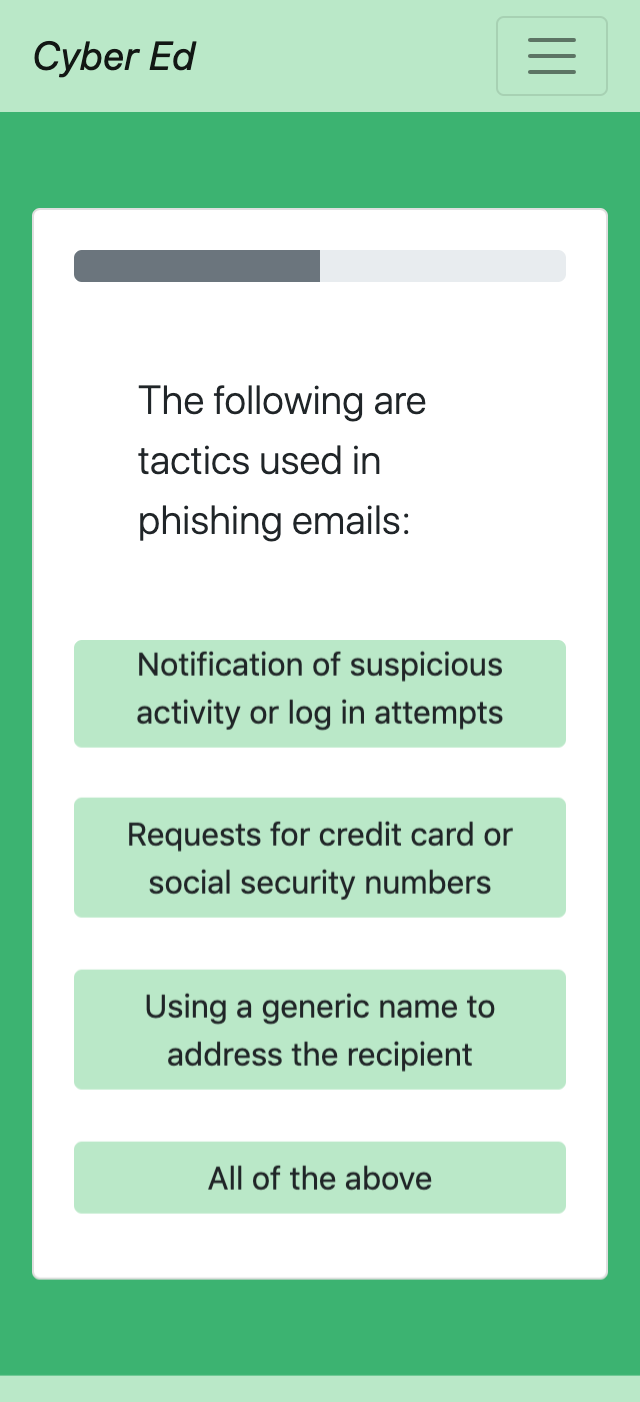 Cyber Ed
The following are
tactics used in
phishing emails:
Notification of suspicious
activity or log in attempts
Requests for credit card or
social security numbers
Using a generic name to
address the recipient
All of the above